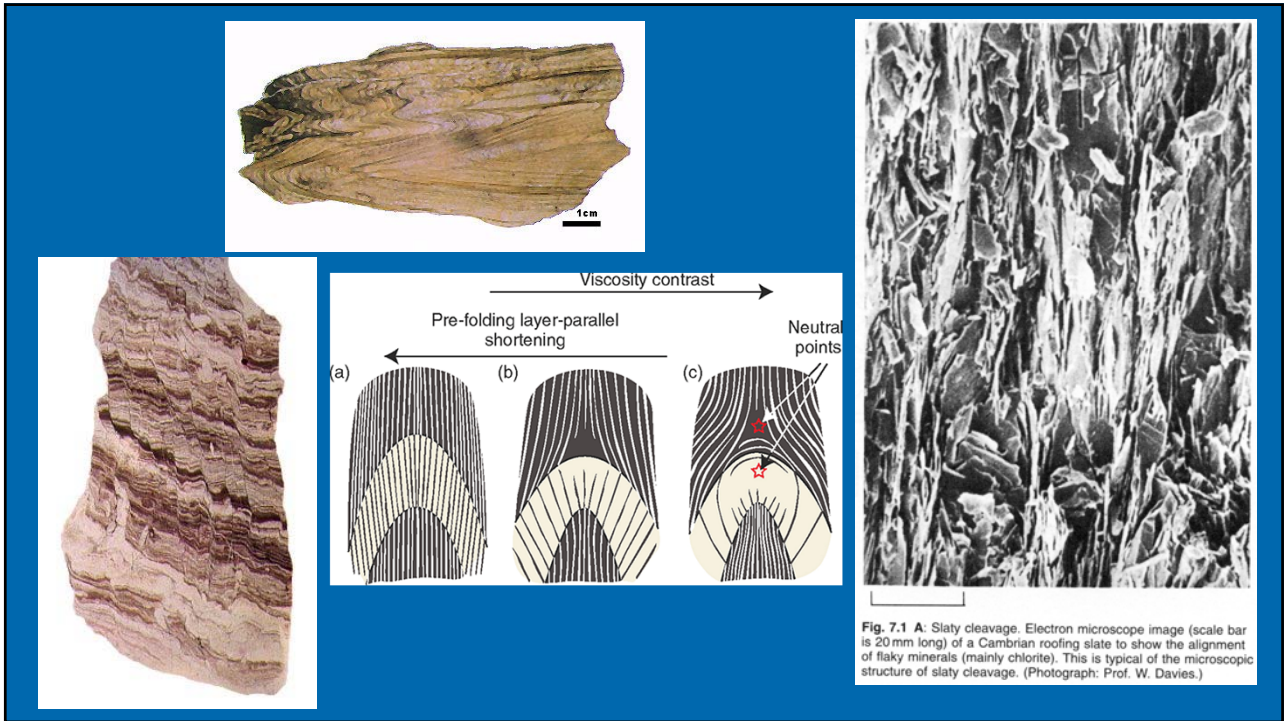 1cm
Viscosity contrast
Pre-folding layer-parallel
shortening
Neutral
points
(a)
(b)
(c)
Fig. 7.1 A: Slaty cleavage. Electron microscope image (scale bar
is 20 mm long) of a Cambrian roofing slate to show the alignment
of flaky minerals (mainly chlorite). This is typical of the microscopic
structure of slaty cleavage. (Photograph: Prof. W. Davies.)